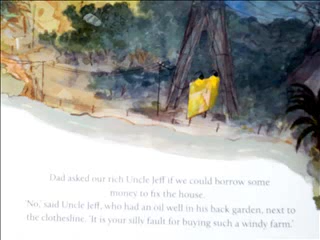 Dad asked our rich Uncle Jeff if we could borrow some
money to fix the house.
'No,' said Uncle Jeff, who had an oil well in his back garden, next to
the clothesline. 'It is your silly fault for buying such a windy farm.'